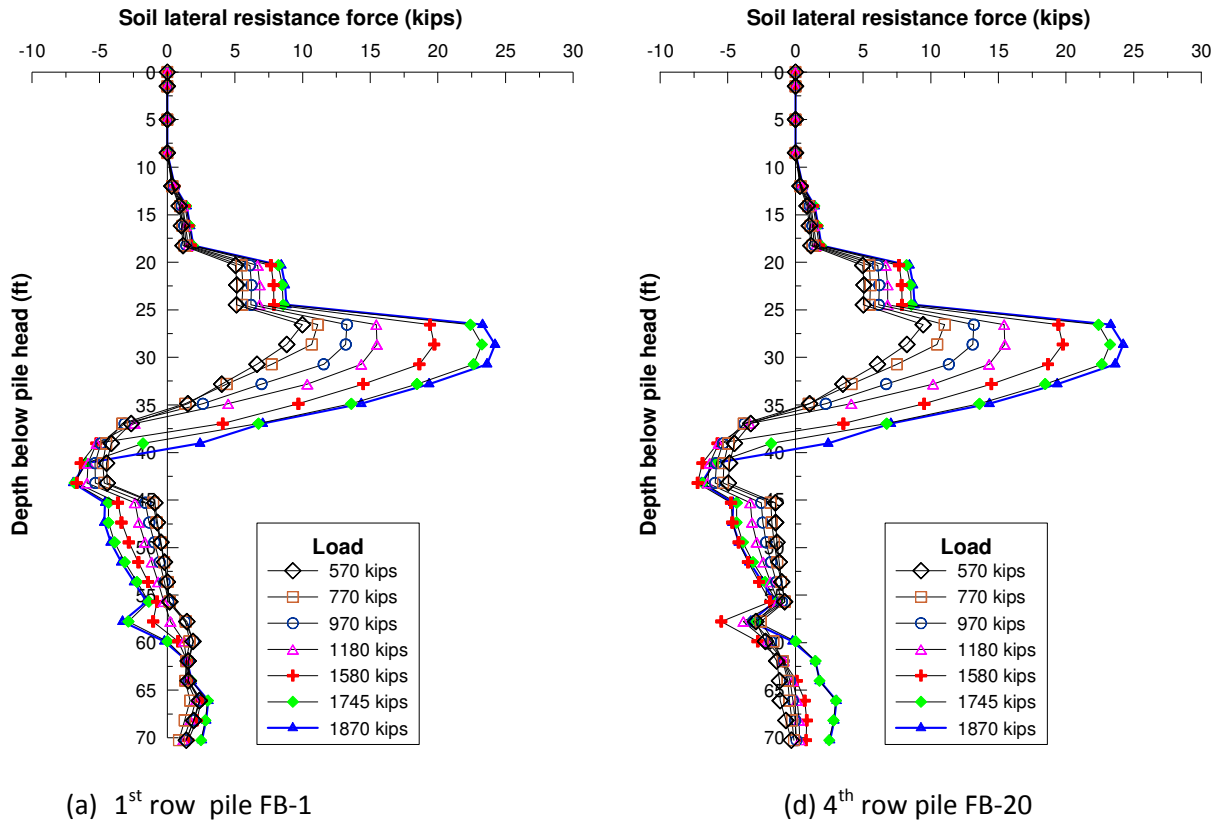 Soil lateral resistance force (kips)
-10 -5 0 5 10 15 20 25 30
0
5
10
15
20
25
30
35
40
45
50
55
60
65
70
Depth below pile head (ft)
Load
570 kips
770 kips
970 kips
1180 kips
1580 kips
1745 kips
1870 kips
(a) 1st row pile FB-1
Soil lateral resistance force (kips)
-10 -5 0 5 10 15 20 25 30
0
5
10
15
20
25
30
35
40
45
50
55
60
65
70
Depth below pile head (ft)
Load
570 kips
770 kips
970 kips
1180 kips
1580 kips
1745 kips
1870 kips
(d) 4th row pile FB-20